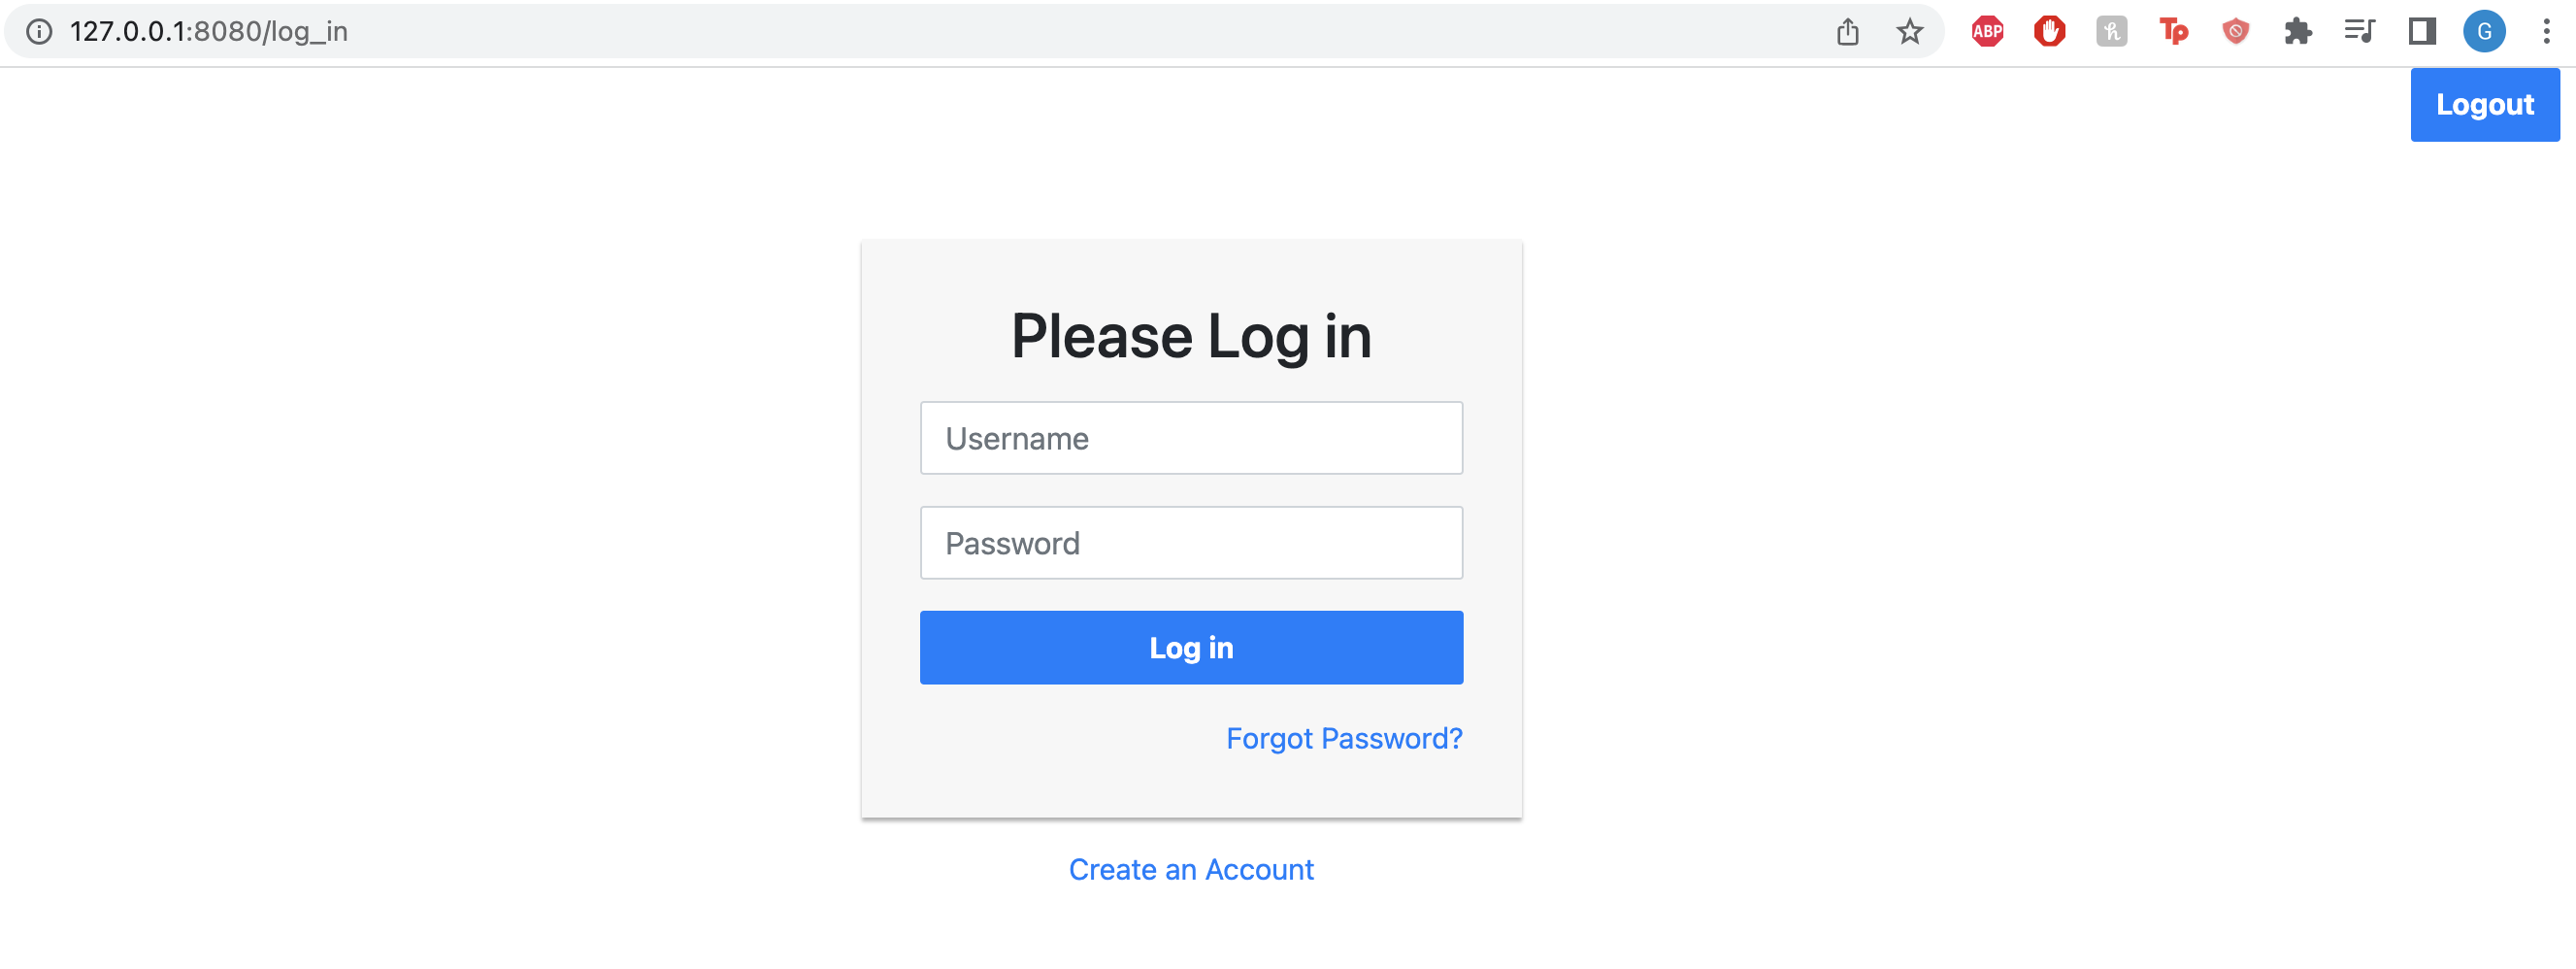 127.0.0.1:8080/log_in
ABP
h
Tp
G
Logout
Please Log in
Username
Password
Log in
Forgot Password?
Create an Account